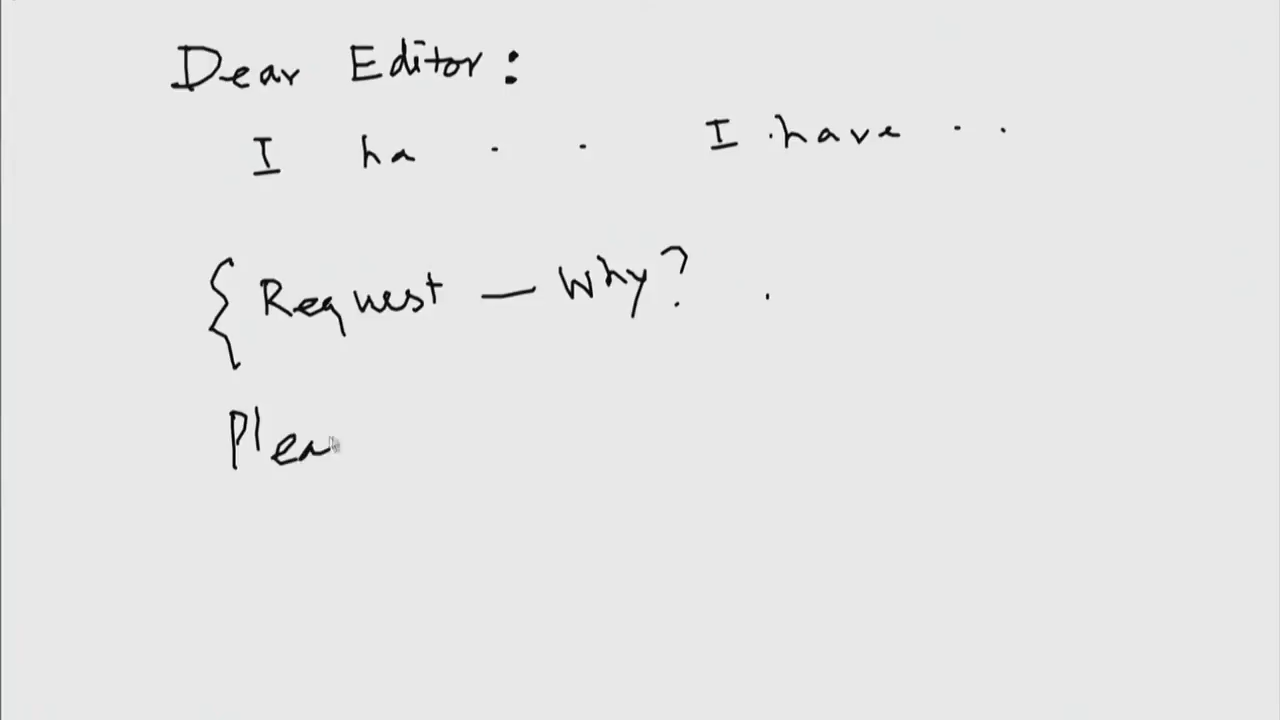 Dear Editor:
I ha . . I have . .
{ Request — Why? .
Plea